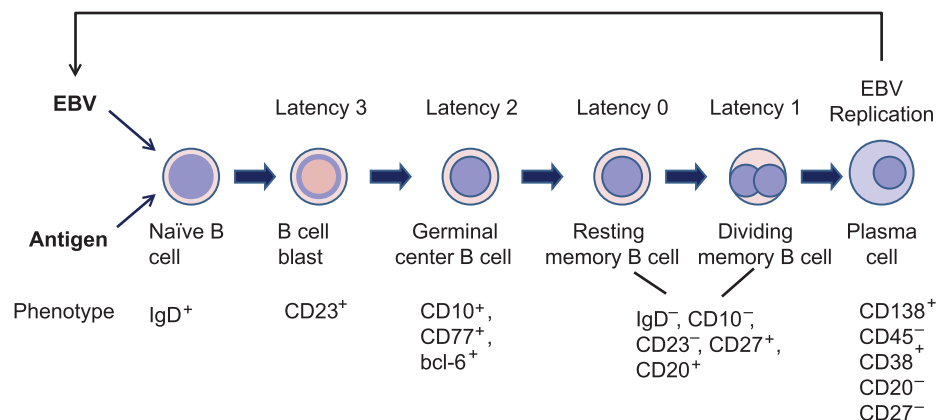 EBV
Antigen
Latency 3
Latency 2
Latency 0
Latency 1
EBV
Replication
Naïve B
cell
B cell
blast
Germinal
center B cell
Resting
memory B cell
Dividing
memory B cell
Plasma
cell
Phenotype
IgD⁺
CD23⁺
CD10⁺,
CD77⁺,
bcl-6⁺
IgD⁻, CD10⁻,
CD23⁻, CD27⁺,
CD20⁺
CD138⁺
CD45⁻
CD38⁺
CD20⁻
CD27⁻